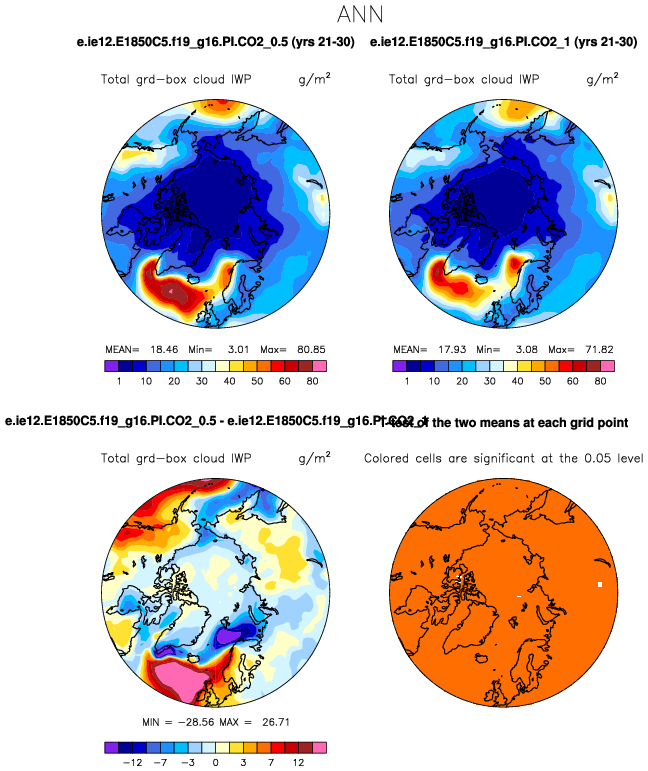 ANN
e.ie12.E1850C5.f19_g16.PI.CO2_0.5 (yrs 21-30)
e.ie12.E1850C5.f19_g16.PI.CO2_1 (yrs 21-30)
Total grd-box cloud IWP g/m²
Total grd-box cloud IWP g/m²
MEAN= 18.46 Min= 3.01 Max= 80.85
MEAN= 17.93 Min= 3.08 Max= 71.82
1 10 20 30 40 50 60 80
1 10 20 30 40 50 60 80
e.ie12.E1850C5.f19_g16.PI.CO2_0.5 - e.ie12.E1850C5.f19_g16.PI.CO2_1
T-test of the two means at each grid point
Total grd-box cloud IWP g/m²
Colored cells are significant at the 0.05 level
MIN = -28.56 MAX = 26.71
-12 -7 -3 0 3 7 12